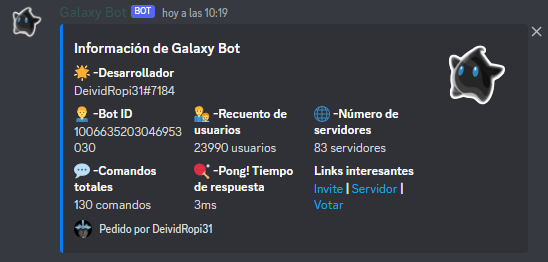 Galaxy Bot BOT hoy a las 10:19
Información de Galaxy Bot
-Desarrollador
DeividRopi31#7184
-Bot ID
1006635203046953
030
-Recuento de
usuarios
23990 usuarios
-Número de
servidores
83 servidores
-Comandos
totales
130 comandos
-Pong! Tiempo
de respuesta
3ms
Links interesantes
Invite | Servidor |
Votar
Pedido por DeividRopi31